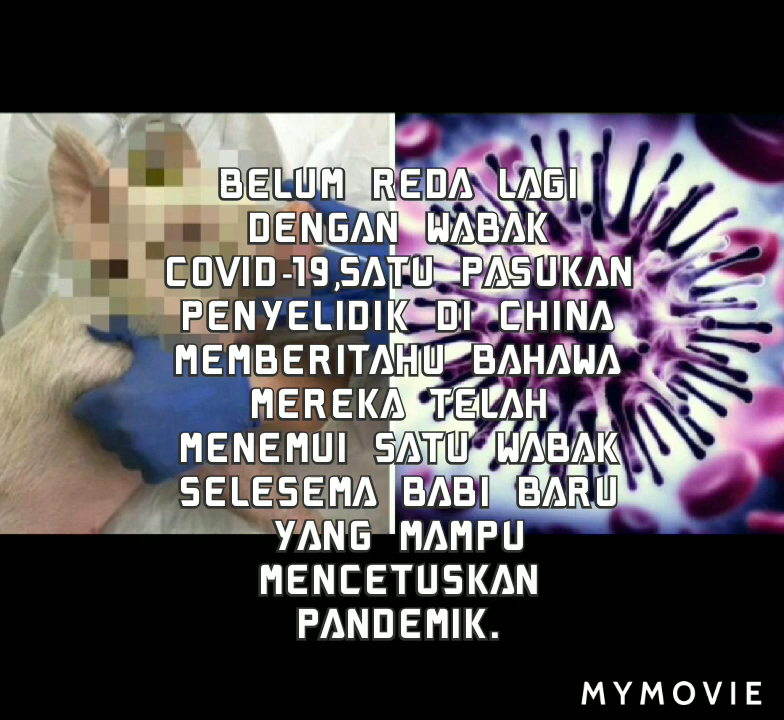 BELUM REDA LAGI
DENGAN WABAK
COVID-19,SATU PASUKAN
PENYELIDIK DI CHINA
MEMBERITAHU BAHAWA
MEREKA TELAH
MENEMUI SATU WABAK
SELESEMA BABI BARU
YANG MAMPU
MENCETUSKAN
PANDEMIK.
MYMOVIE